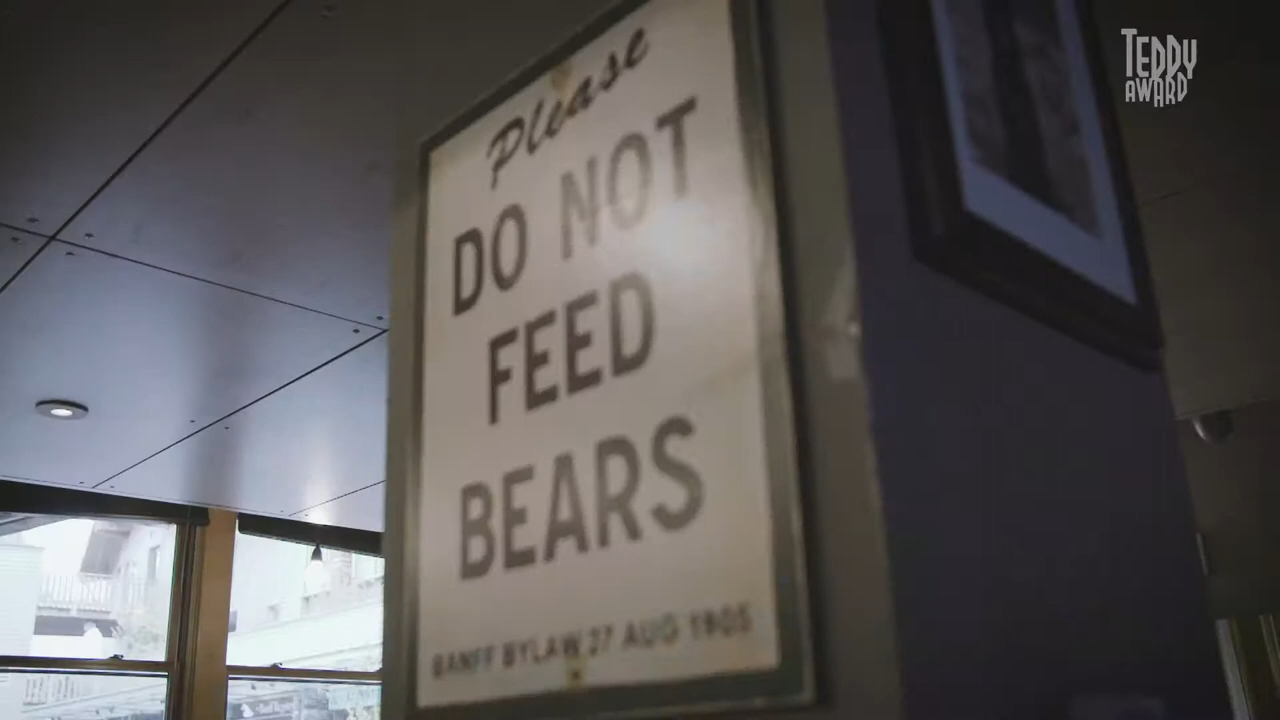 Please
DO NOT
FEED
BEARS
BANFF BYLAW 27 AUG 1905
TEDDY
AWARD